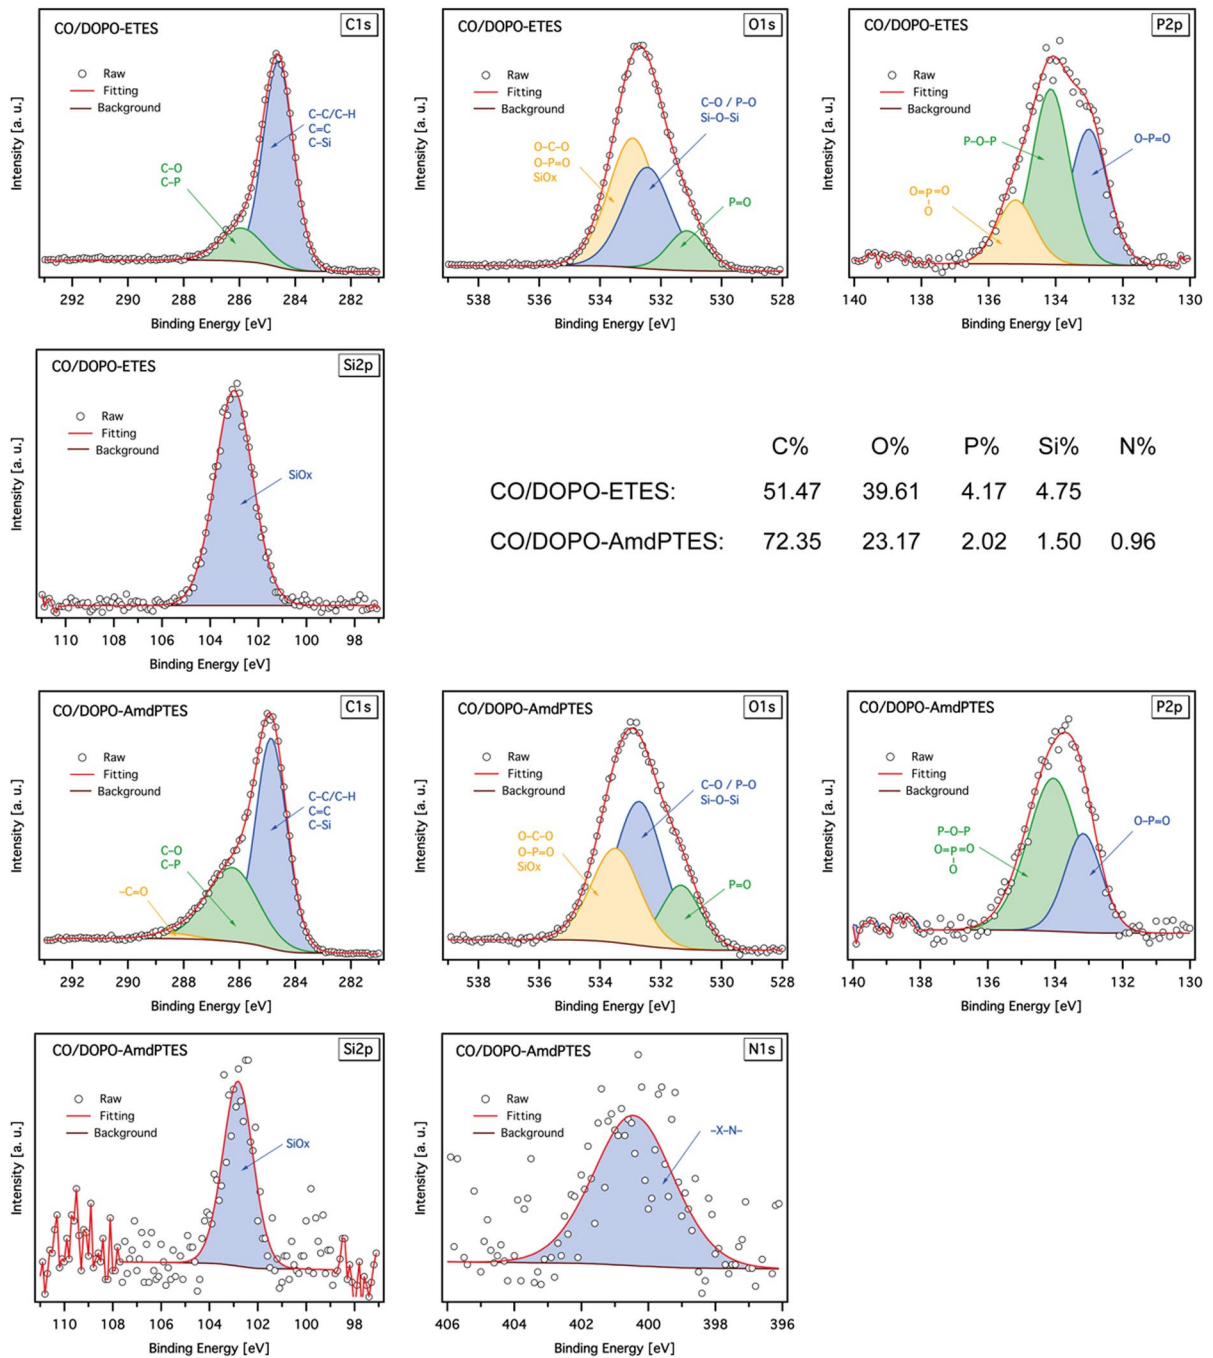 CO/DOPO-ETES
C1s
Raw
Fitting
Background
C–C/C–H
C=C
C–Si
C–O
C–P
Intensity [a. u.]
292 290 288 286 284 282
Binding Energy [eV]
CO/DOPO-ETES
O1s
Raw
Fitting
Background
C–O / P–O
Si–O–Si
O–C–O
O–P=O
SiOx
P=O
Intensity [a. u.]
538 536 534 532 530 528
Binding Energy [eV]
CO/DOPO-ETES
P2p
Raw
Fitting
Background
P–O–P
O–P=O
O=P=O
O
Intensity [a. u.]
140 138 136 134 132 130
Binding Energy [eV]
CO/DOPO-ETES
Si2p
Raw
Fitting
Background
SiOx
Intensity [a. u.]
110 108 106 104 102 100 98
Binding Energy [eV]
C% O% P% Si% N%
CO/DOPO-ETES: 51.47 39.61 4.17 4.75
CO/DOPO-AmdPTES: 72.35 23.17 2.02 1.50 0.96
CO/DOPO-AmdPTES
C1s
Raw
Fitting
Background
C–C/C–H
C=C
C–Si
C–O
C–P
–C=O
Intensity [a. u.]
292 290 288 286 284 282
Binding Energy [eV]
CO/DOPO-AmdPTES
O1s
Raw
Fitting
Background
C–O / P–O
Si–O–Si
O–C–O
O–P=O
SiOx
P=O
Intensity [a. u.]
538 536 534 532 530 528
Binding Energy [eV]
CO/DOPO-AmdPTES
P2p
Raw
Fitting
Background
P–O–P
O=P=O
O
O–P=O
Intensity [a. u.]
140 138 136 134 132 130
Binding Energy [eV]
CO/DOPO-AmdPTES
Si2p
Raw
Fitting
Background
SiOx
Intensity [a. u.]
110 108 106 104 102 100 98
Binding Energy [eV]
CO/DOPO-AmdPTES
N1s
Raw
Fitting
Background
–X–N–
Intensity [a. u.]
406 404 402 400 398 396
Binding Energy [eV]